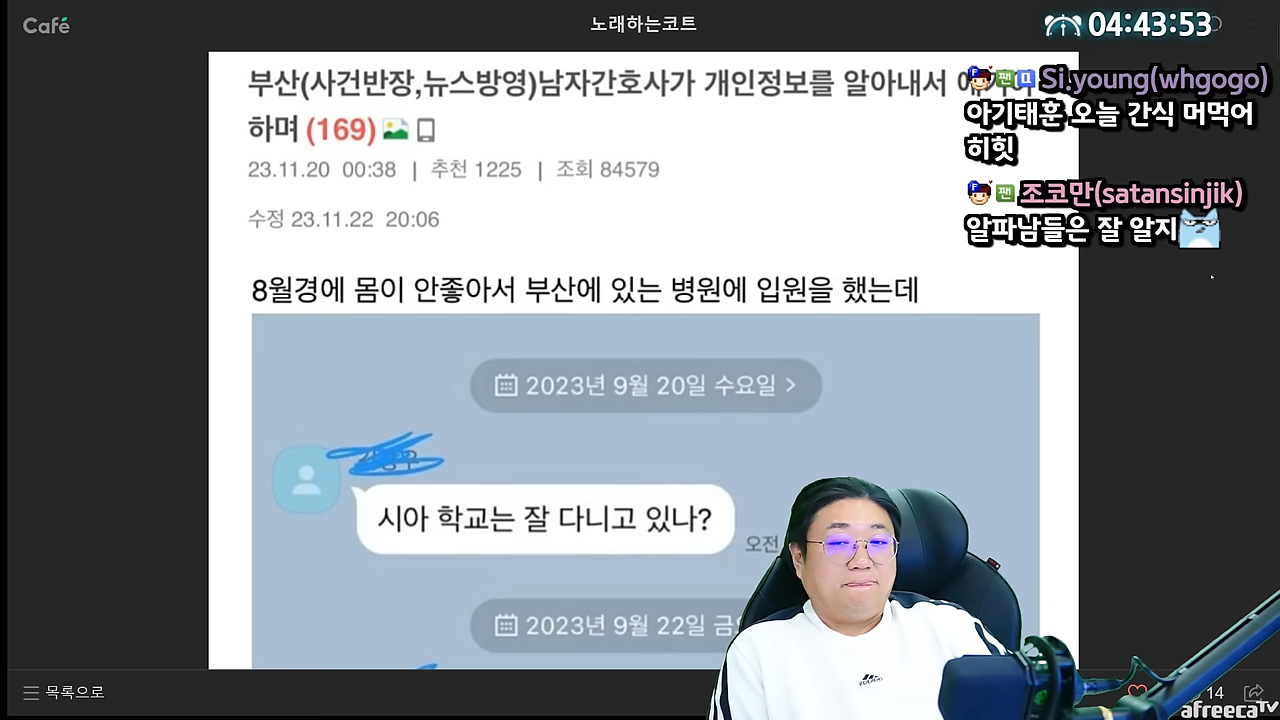 Café
노래하는코트
04:43:53
부산(사건반장,뉴스방영)남자간호사가 개인정보를 알아내서
하며 (169)
23.11.20 00:38 | 추천 1225 | 조회 84579
수정 23.11.22 20:06
8월경에 몸이 안좋아서 부산에 있는 병원에 입원을 했는데
2023년 9월 20일 수요일 >
시아 학교는 잘 다니고 있나?
오전
2023년 9월 22일
F 팬 Si.young(whgogo)
아기태훈 오늘 간식 머먹어
히힛
F 팬 조코만(satansinjik)
알파남들은 잘 알지
목록으로
14
afreecaTV